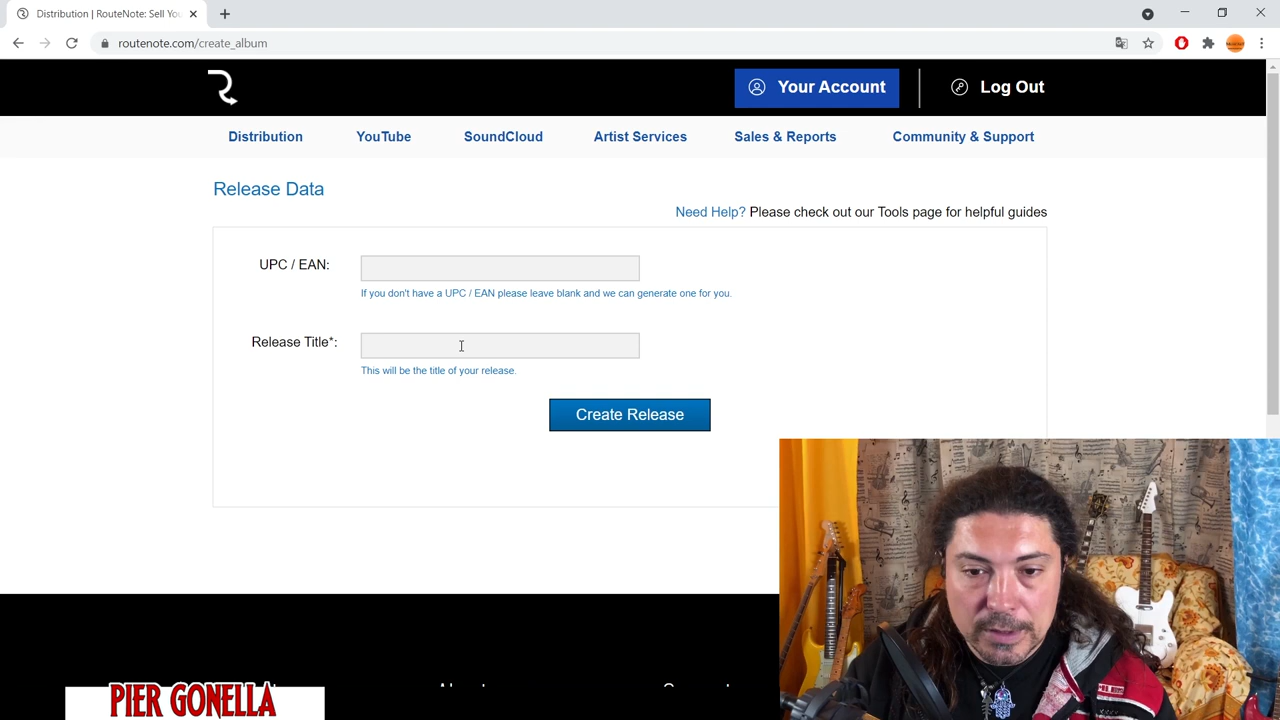 Distribution | RouteNote: Sell You
routenote.com/create_album
Your Account
Log Out
Distribution
YouTube
SoundCloud
Artist Services
Sales & Reports
Community & Support
Release Data
Need Help? Please check out our Tools page for helpful guides
UPC / EAN:
If you don't have a UPC / EAN please leave blank and we can generate one for you.
Release Title*:
This will be the title of your release.
Create Release
PIER GONELLA